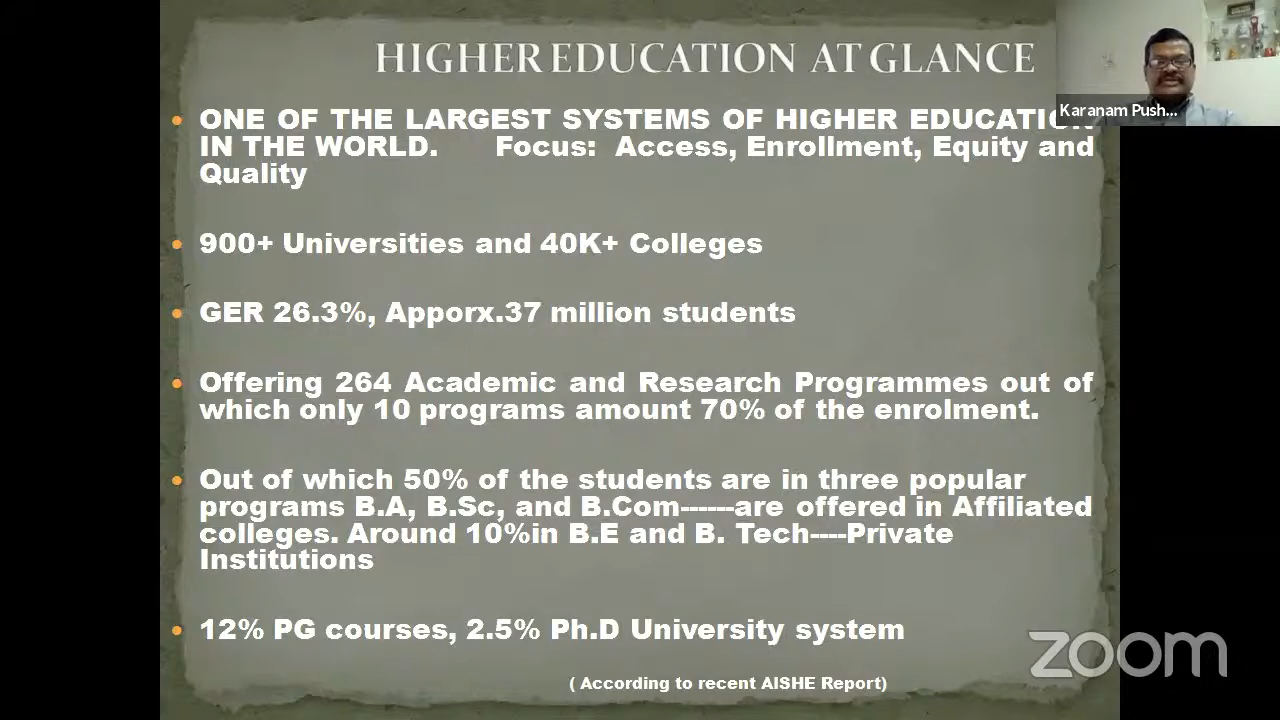 HIGHER EDUCATION AT GLANCE
Karanam Push...
• ONE OF THE LARGEST SYSTEMS OF HIGHER EDUCATION
IN THE WORLD. Focus: Access, Enrollment, Equity and
Quality
• 900+ Universities and 40K+ Colleges
• GER 26.3%, Apporx.37 million students
• Offering 264 Academic and Research Programmes out of
which only 10 programs amount 70% of the enrolment.
• Out of which 50% of the students are in three popular
programs B.A, B.Sc, and B.Com------are offered in Affiliated
colleges. Around 10%in B.E and B. Tech----Private
Institutions
• 12% PG courses, 2.5% Ph.D University system
( According to recent AISHE Report)
zoom